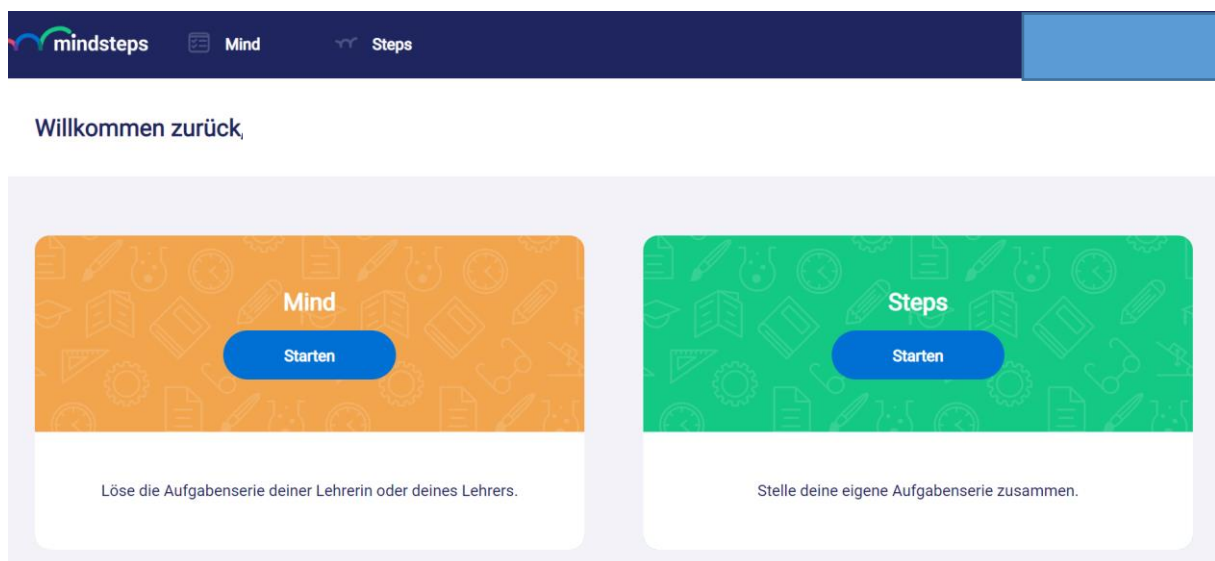 mindsteps Mind Steps
Willkommen zurück,
Mind
Starten
Löse die Aufgabenserie deiner Lehrerin oder deines Lehrers.
Steps
Starten
Stelle deine eigene Aufgabenserie zusammen.